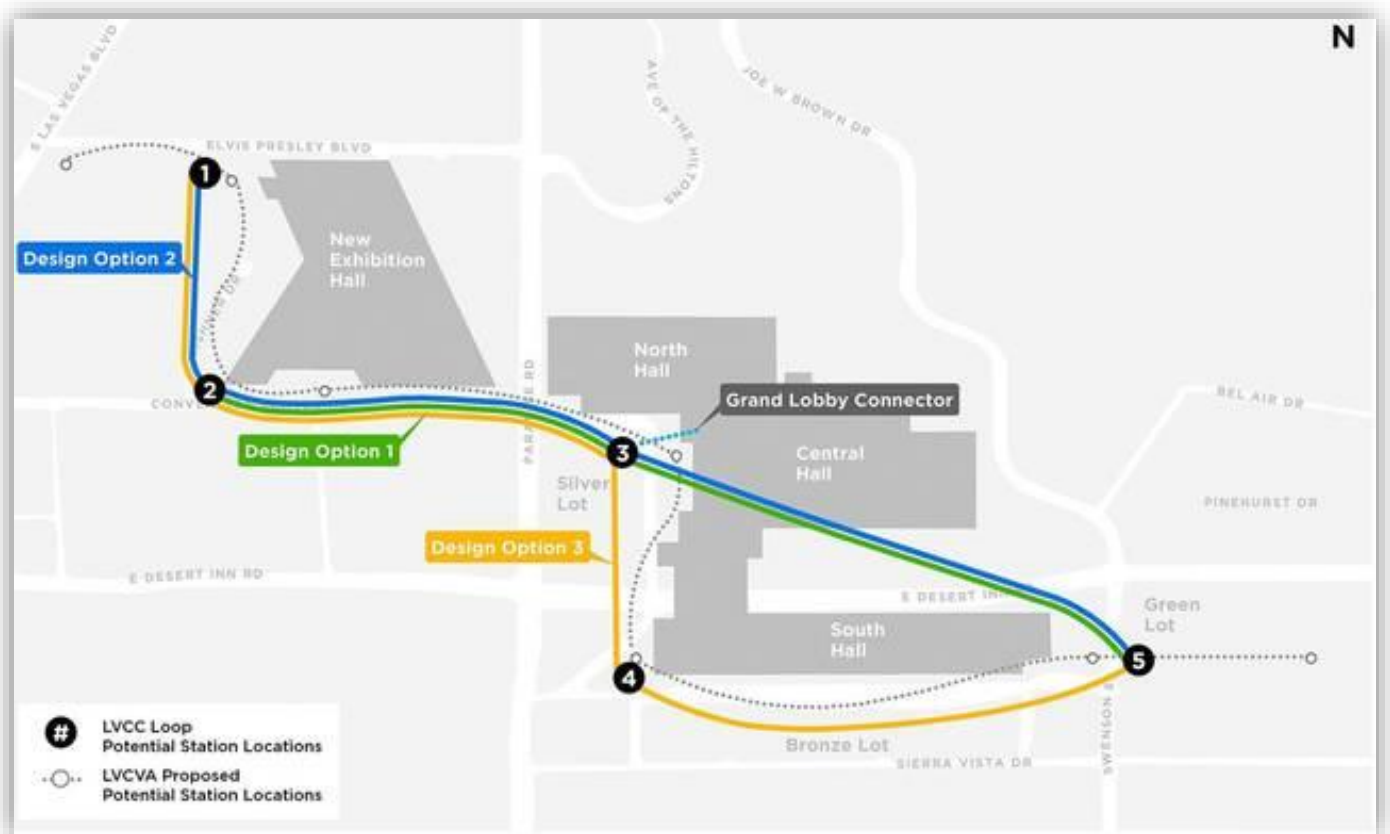 N
S LAS VEGAS BLVD
ELVIS PRESLEY BLVD
AVE OF THE HILTONS
JOE W BROWN DR
1
Design Option 2
New
Exhibition
Hall
North
Hall
2
Grand Lobby Connector
BEL AIR DR
Design Option 1
3
Central
Hall
Silver
Lot
PINEHURST DR
Design Option 3
E DESERT INN RD
E DESERT INN
Green
Lot
South
Hall
4
5
Bronze Lot
SIERRA VISTA DR
#
LVCC Loop
Potential Station Locations
LVCVA Proposed
Potential Station Locations